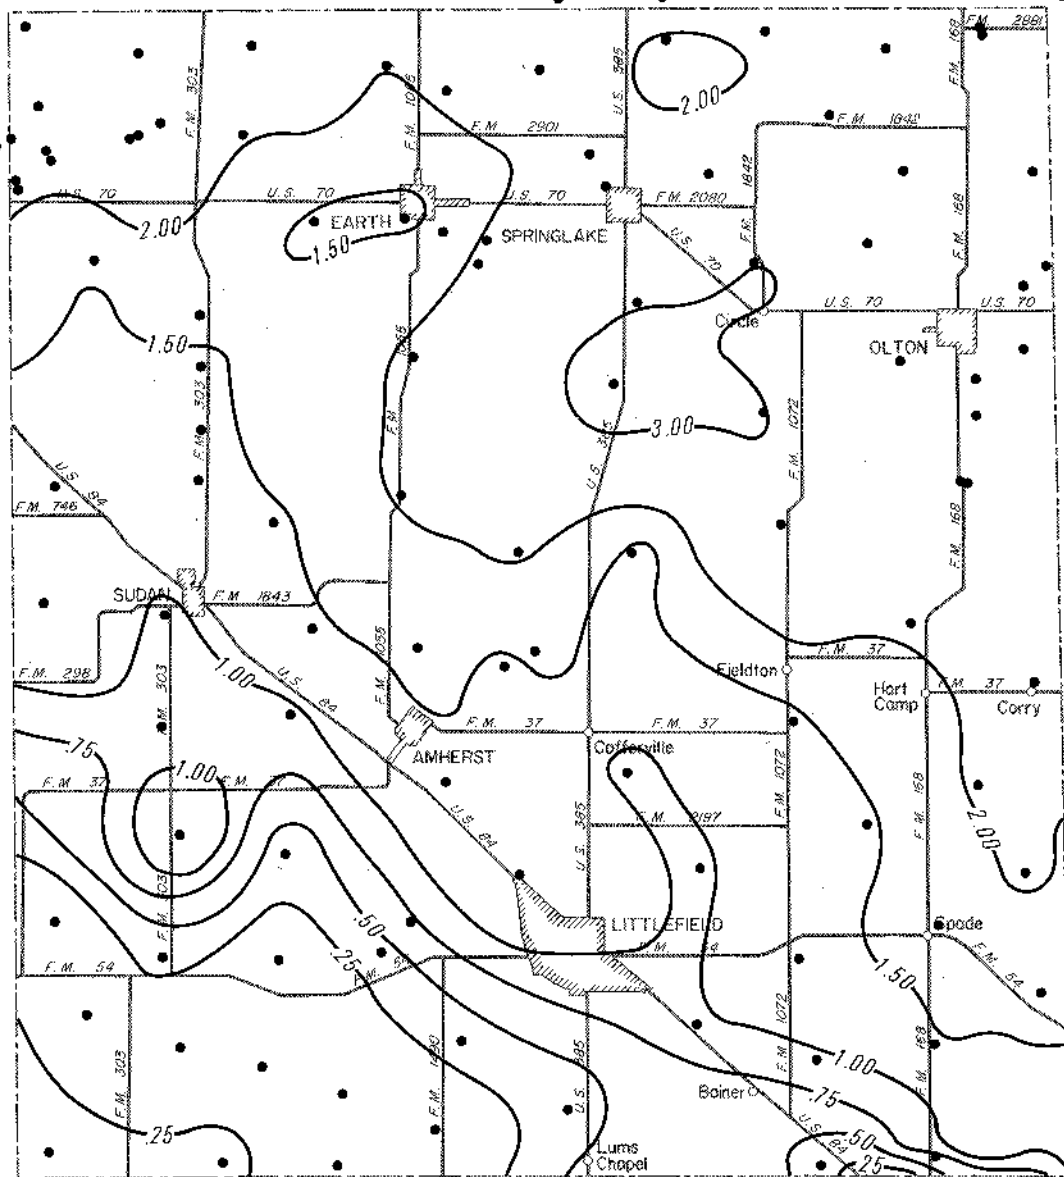 F.M. 2881
F.M. 303
F.M. 1055
U.S. 385
F.M. 168
2.00
F.M. 2901
F.M. 1842
1842
F.M.
U.S. 70
U.S. 70
U.S. 70
F.M. 2080
168
F.M.
2.00
EARTH
1.50
SPRINGLAKE
U.S. 70
U.S. 70
U.S. 70
Circle
OLTON
1.50
1055
F.M.
F.M. 303
3.00
U.S. 385
F.M. 1072
U.S. 84
F.M. 746
F.M. 168
SUDAN
F.M. 1843
F.M. 1055
F.M. 298
303
F.M.
1.00
U.S. 84
F.M. 37
Fieldton
Hart
Camp
F.M. 37
Corry
.75
AMHERST
F.M. 37
F.M. 37
Cofferville
1.00
F.M. 37
F.M. 1072
F.M. 168
U.S. 84
U.S. 385
F.M. 2197
2.00
303
F.M.
.50
LITTLEFIELD
F.M. 54
Spade
.25
F.M. 54
F.M. 54
1.50
F.M. 303
F.M. 1490
U.S. 385
F.M. 1072
F.M. 168
1.00
Bainer
.75
U.S. 84
.25
Lums
Chapel
.50
.25